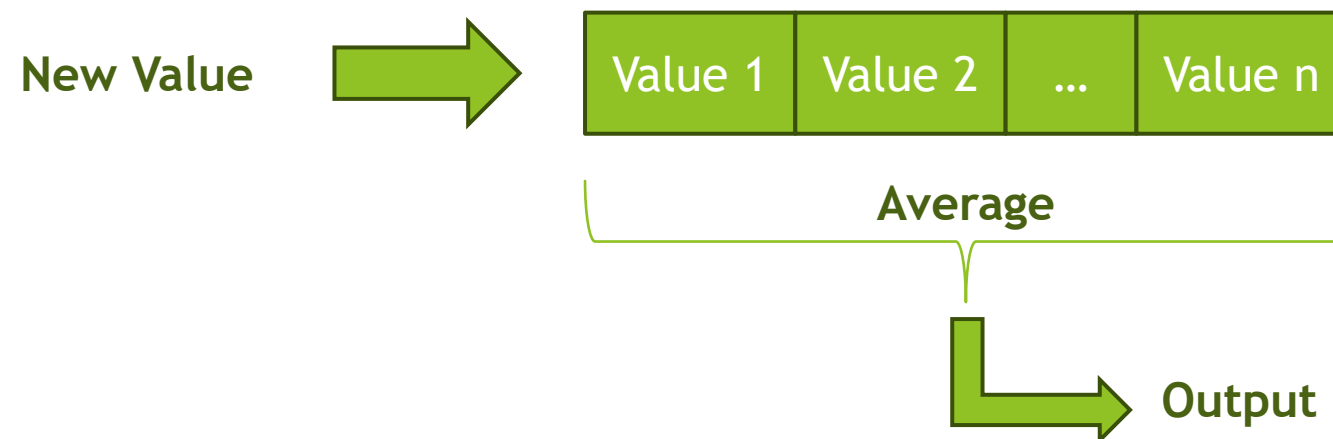 New Value
Value 1
Value 2
…
Value n
Average
Output